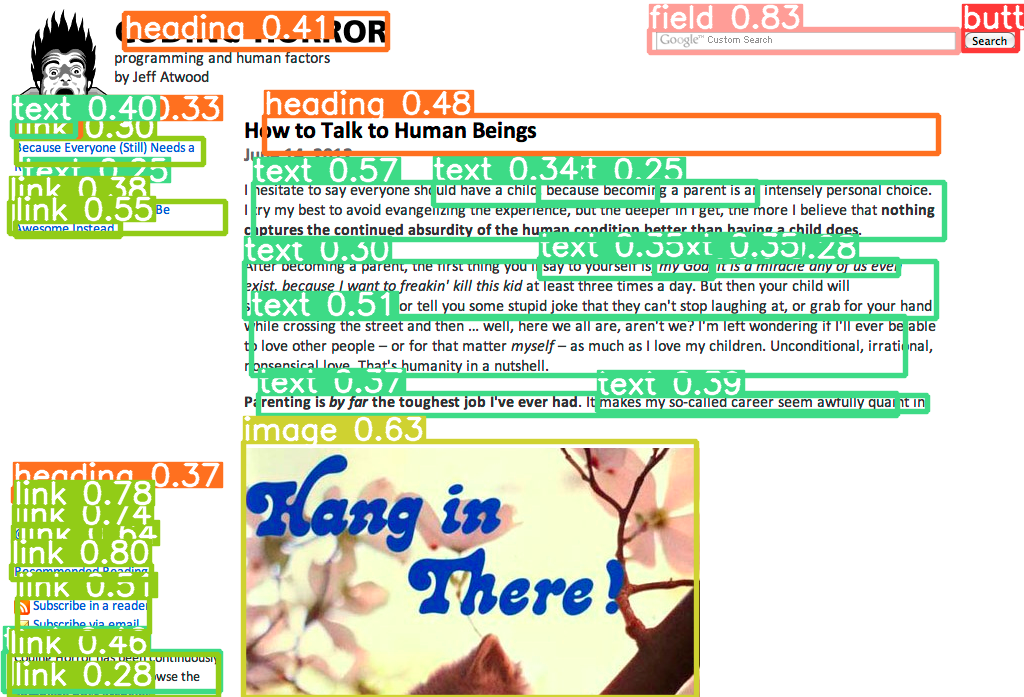 heading 0.41
CODING HORROR
programming and human factors
by Jeff Atwood
field 0.83
Google™ Custom Search
butt
Search
text 0.40
0.33
link 0.30
Because Everyone (Still) Needs a
text 0.25
link 0.38
link 0.55
Be
Awesome Instead
heading 0.48
How to Talk to Human Beings
text 0.57
text 0.34
t 0.25
I hesitate to say everyone should have a child because becoming a parent is an intensely personal choice.
I try my best to avoid evangelizing the experience, but the deeper in I get, the more I believe that nothing
captures the continued absurdity of the human condition better than having a child does.
text 0.30
text 0.35
xt 0.35
0.28
After becoming a parent, the first thing you'll say to yourself is my God, it is a miracle any of us ever
exist, because I want to freakin' kill this kid at least three times a day. But then your child will
text 0.51
or tell you some stupid joke that they can't stop laughing at, or grab for your hand
while crossing the street and then … well, here we all are, aren't we? I'm left wondering if I'll ever be able
to love other people – or for that matter myself – as much as I love my children. Unconditional, irrational,
nonsensical love. That's humanity in a nutshell.
text 0.37
text 0.39
Parenting is by far the toughest job I've ever had. It makes my so-called career seem awfully quaint in
image 0.63
Hang in
There!
heading 0.37
link 0.78
link 0.74
link 0.64
link 0.80
Recommended Reading
link 0.51
Subscribe in a reader
Subscribe via email
link 0.46
Coding Horror has been continuously
link 0.28
owse the